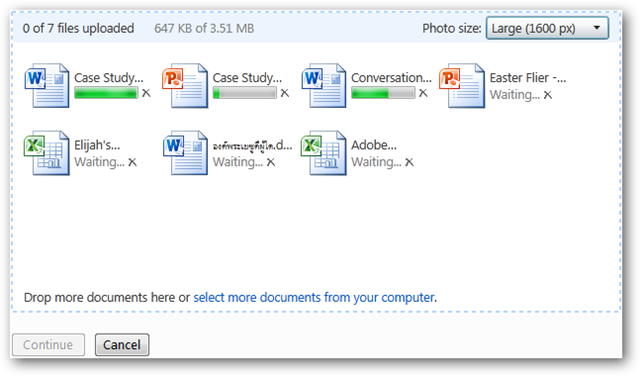 0 of 7 files uploaded 647 KB of 3.51 MB Photo size: Large (1600 px)
Case Study... Case Study... Conversation... Easter Flier -...
Waiting...
Elijah's... องค์พระเยซูคือผู้ใด.d... Adobe...
Waiting... Waiting... Waiting...
Drop more documents here or select more documents from your computer.
Continue Cancel